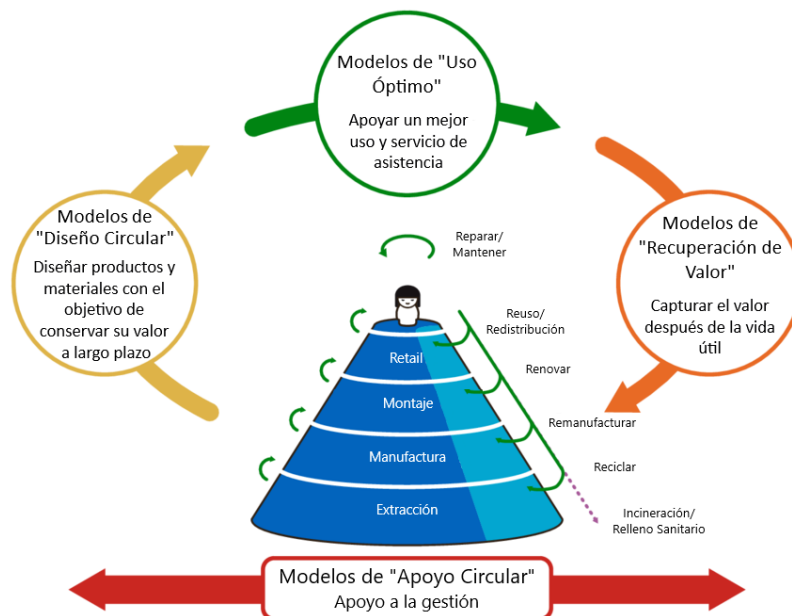 Modelos de "Uso
Óptimo"
Apoyar un mejor
uso y servicio de
asistencia
Modelos de
"Diseño Circular"
Diseñar productos y
materiales con el
objetivo de
conservar su valor
a largo plazo
Modelos de
"Recuperación de
Valor"
Capturar el valor
después de la vida
útil
Reparar/
Mantener
Reuso/
Redistribución
Retail
Renovar
Montaje
Remanufacturar
Manufactura
Reciclar
Extracción
Incineración/
Relleno Sanitario
Modelos de "Apoyo Circular"
Apoyo a la gestión